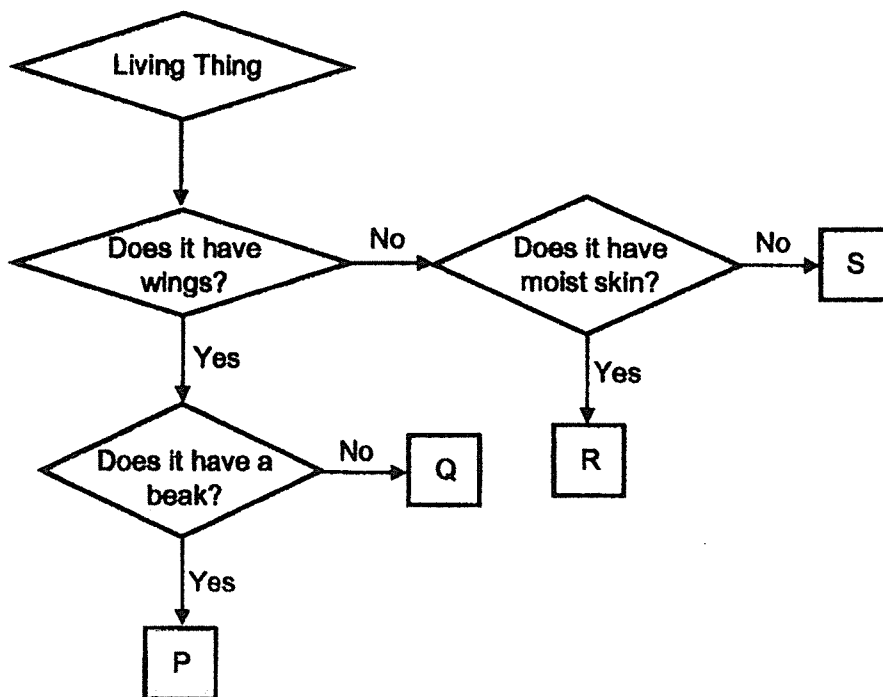 Living Thing
Does it have
wings?
No
Does it have
moist skin?
No
S
Yes
Yes
R
Does it have a
beak?
No
Q
Yes
P